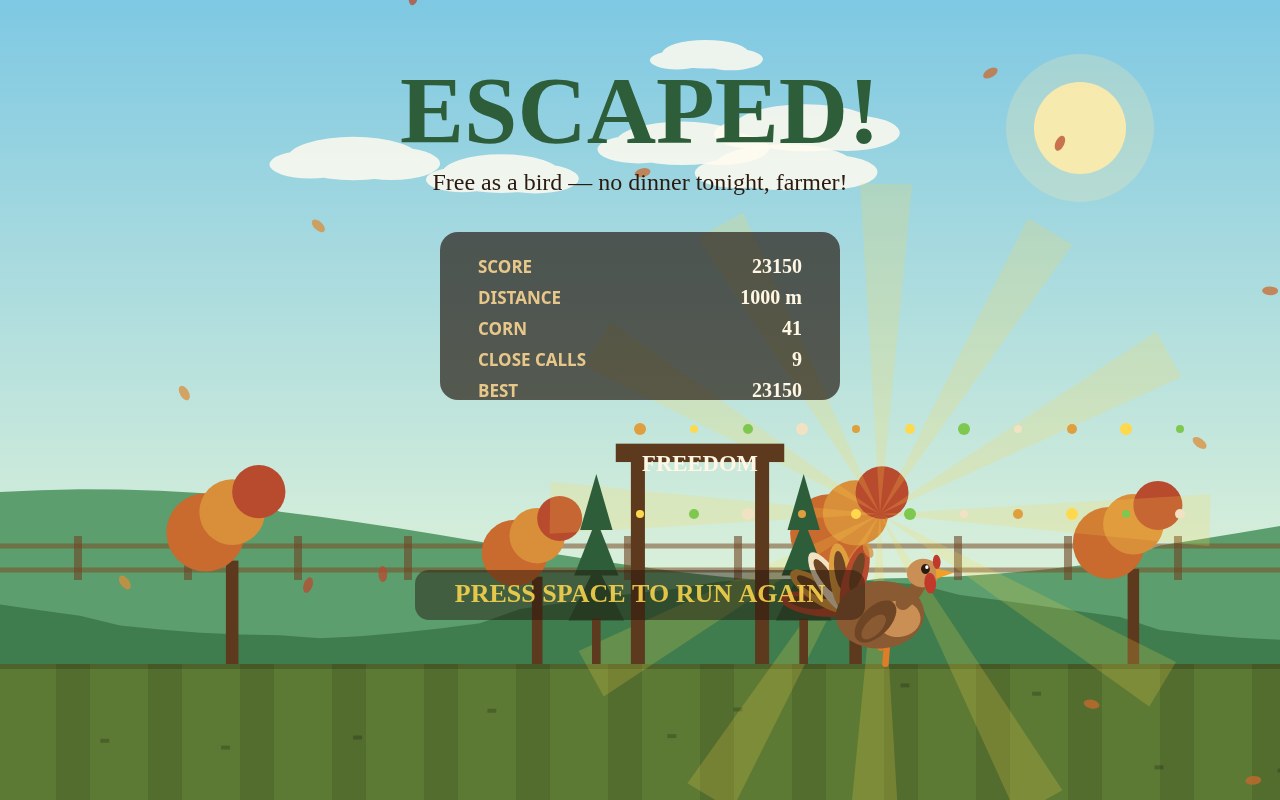 ESCAPED!
Free as a bird — no dinner tonight, farmer!
SCORE 23150
DISTANCE 1000 m
CORN 41
CLOSE CALLS 9
BEST 23150
FREEDOM
PRESS SPACE TO RUN AGAIN